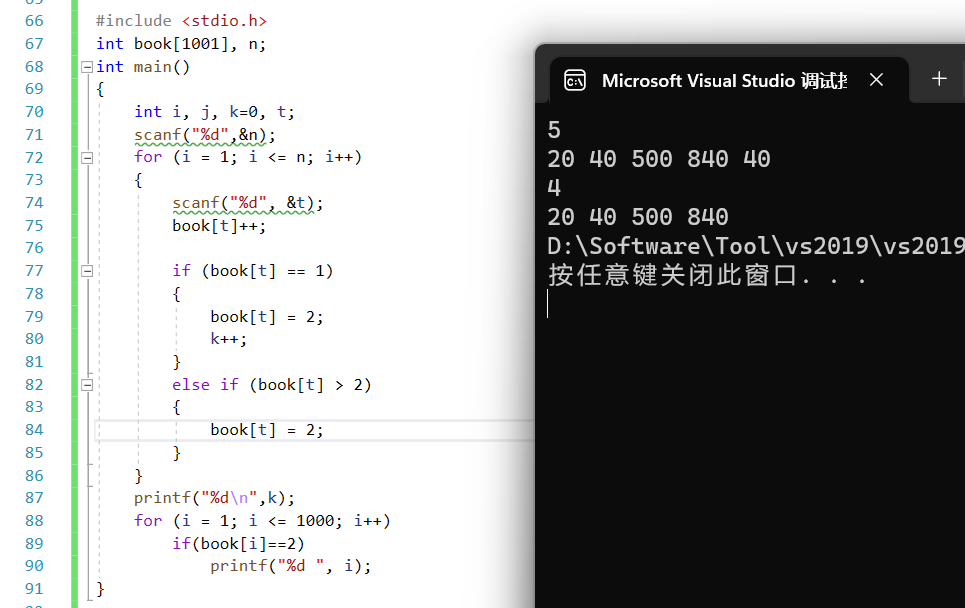 66 #include <stdio.h>
67 int book[1001], n;
68 int main()
69 {
70 int i, j, k=0, t;
71 scanf("%d",&n);
72 for (i = 1; i <= n; i++)
73 {
74 scanf("%d", &t);
75 book[t]++;
76
77 if (book[t] == 1)
78 {
79 book[t] = 2;
80 k++;
81 }
82 else if (book[t] > 2)
83 {
84 book[t] = 2;
85 }
86 }
87 printf("%d\n",k);
88 for (i = 1; i <= 1000; i++)
89 if(book[i]==2)
90 printf("%d ", i);
91 }
Microsoft Visual Studio 调试
5
20 40 500 840 40
4
20 40 500 840
D:\Software\Tool\vs2019\vs2019
按任意键关闭此窗口. . .